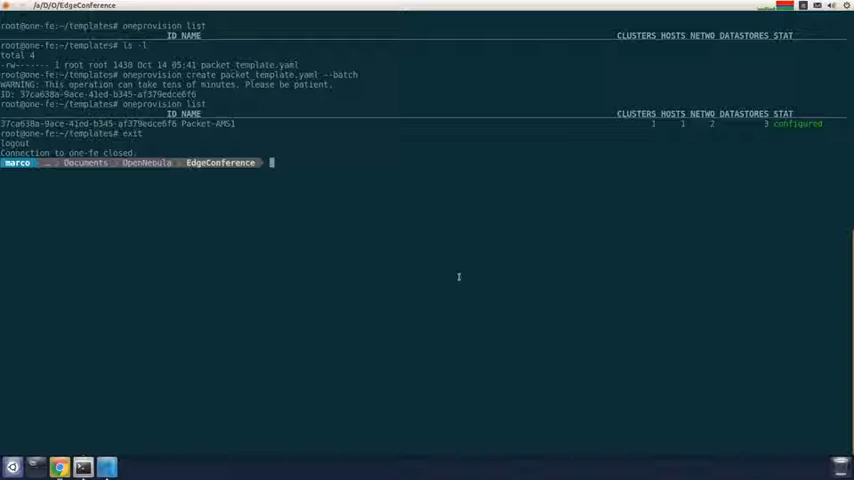 /a/D/O/EdgeConference
root@one-fe:~/templates# oneprovision list
ID NAME CLUSTERS HOSTS NETWO DATASTORES STAT
root@one-fe:~/templates# ls -l
total 4
-rw------- 1 root root 1430 Oct 14 05:41 packet_template.yaml
root@one-fe:~/templates# oneprovision create packet_template.yaml --batch
WARNING: This operation can take tens of minutes. Please be patient.
ID: 37ca638a-9ace-41ed-b345-af379edce6f6
root@one-fe:~/templates# oneprovision list
ID NAME CLUSTERS HOSTS NETWO DATASTORES STAT
37ca638a-9ace-41ed-b345-af379edce6f6 Packet-AMS1 1 1 2 3 configured
root@one-fe:~/templates# exit
logout
Connection to one-fe closed.
marco … Documents OpenNebula EdgeConference